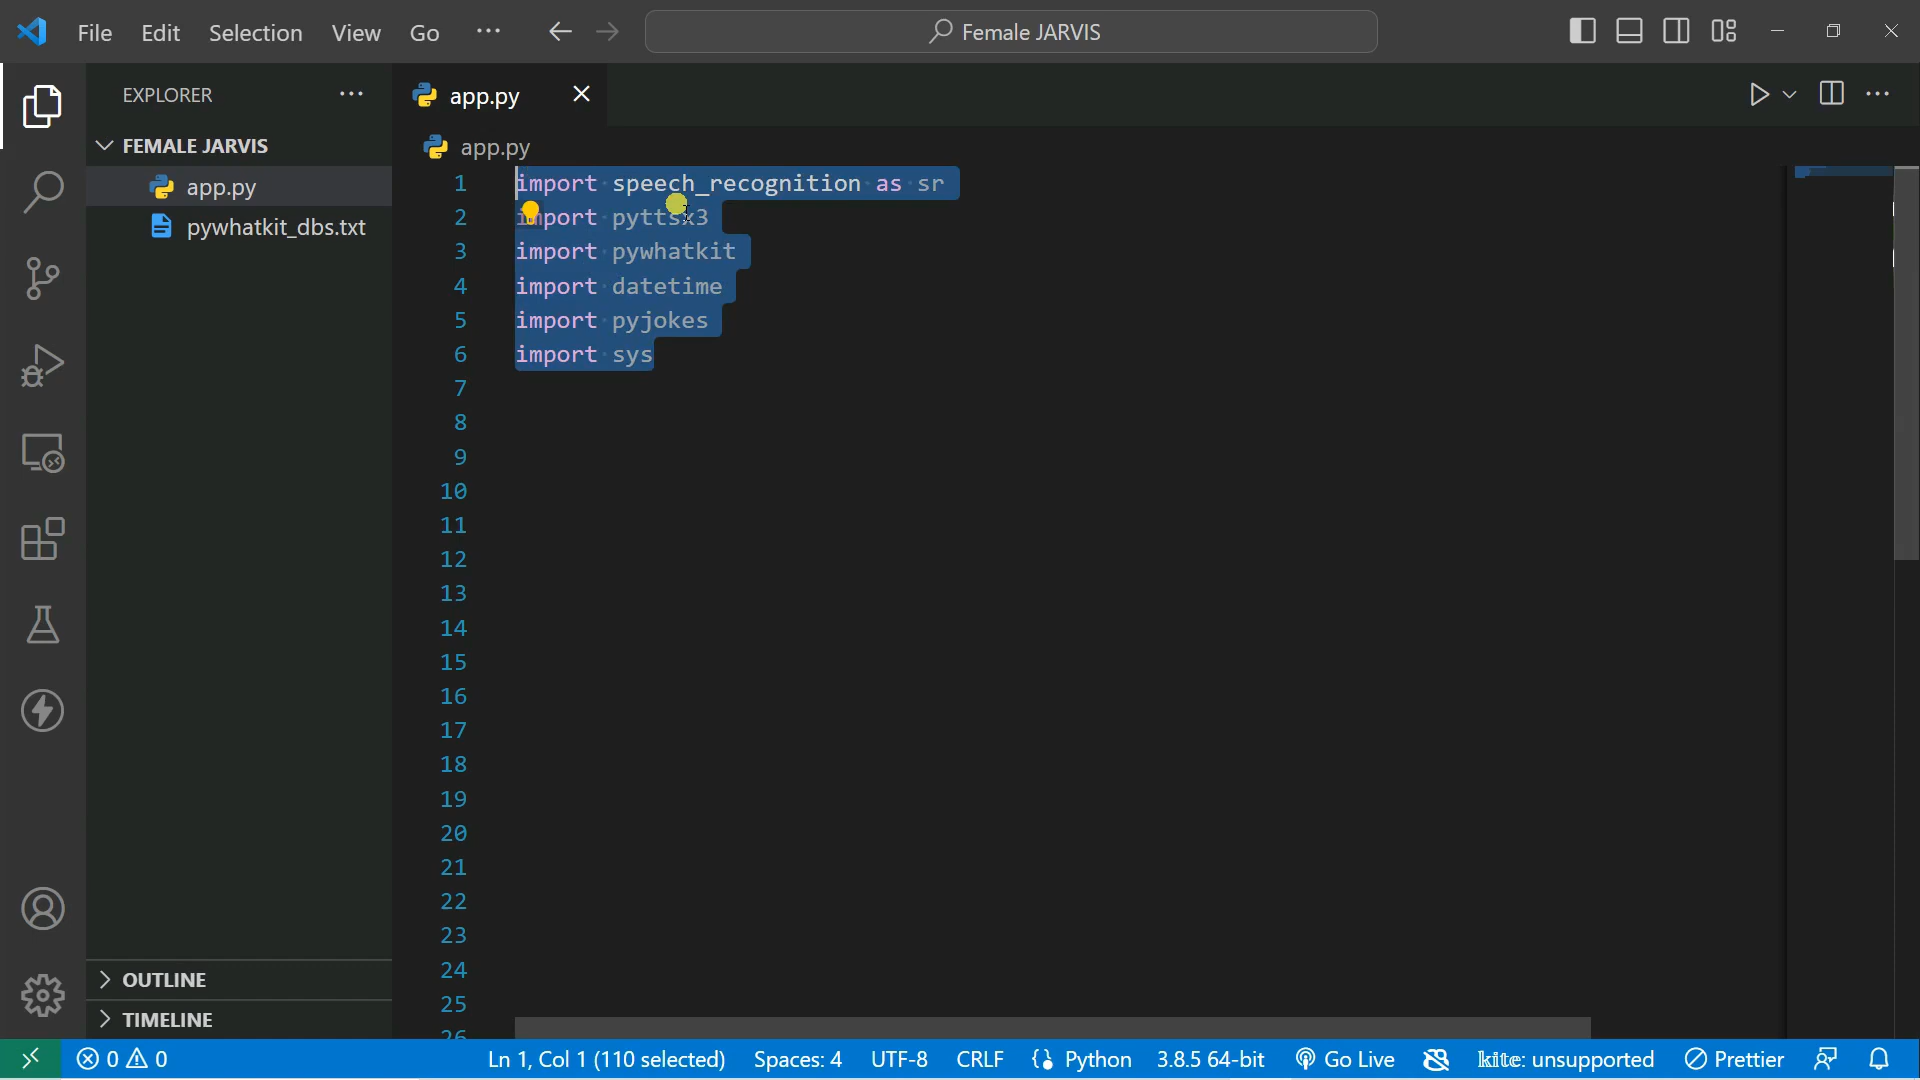 File Edit Selection View Go ··· Female JARVIS
EXPLORER ···
app.py
FEMALE JARVIS
app.py
pywhatkit_dbs.txt
OUTLINE
TIMELINE
app.py
1 import speech_recognition as sr
2 import pyttsx3
3 import pywhatkit
4 import datetime
5 import pyjokes
6 import sys
7
8
9
10
11
12
13
14
15
16
17
18
19
20
21
22
23
24
25
26
0 0 Ln 1, Col 1 (110 selected) Spaces: 4 UTF-8 CRLF Python 3.8.5 64-bit Go Live kite: unsupported Prettier